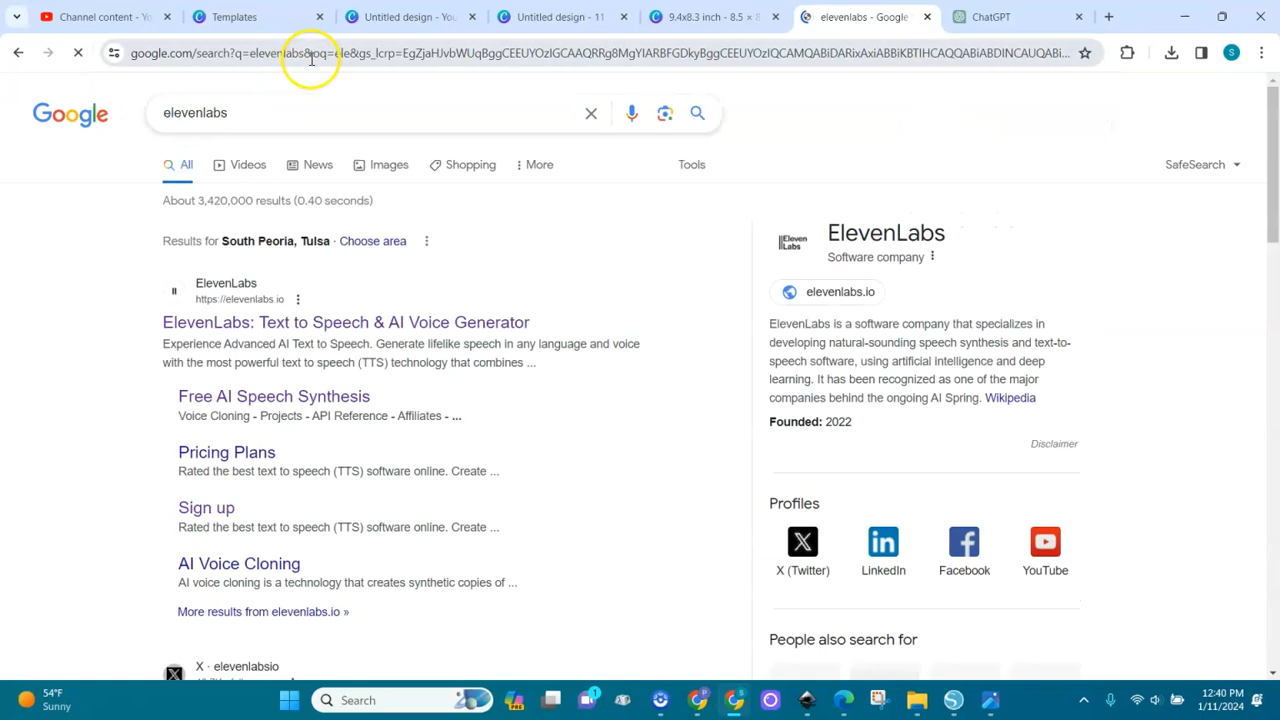 Channel content - You
Templates
Untitled design - You
Untitled design - 11
9.4x8.3 inch - 8.5 ×
elevenlabs - Google
ChatGPT
elevenlabs
Google
All
Videos
News
Images
Shopping
More
Tools
SafeSearch
About 3,420,000 results (0.40 seconds)
Results for South Peoria, Tulsa · Choose area
ElevenLabs
https://elevenlabs.io
ElevenLabs: Text to Speech & AI Voice Generator
Experience Advanced AI Text to Speech. Generate lifelike speech in any language and voice
with the most powerful text to speech (TTS) technology that combines ...
Free AI Speech Synthesis
Voice Cloning - Projects - API Reference - Affiliates - ...
Pricing Plans
Rated the best text to speech (TTS) software online. Create ...
Sign up
Rated the best text to speech (TTS) software online. Create ...
AI Voice Cloning
AI voice cloning is a technology that creates synthetic copies of ...
More results from elevenlabs.io »
X · elevenlabsio
Eleven
Labs
ElevenLabs
Software company
elevenlabs.io
ElevenLabs is a software company that specializes in
developing natural-sounding speech synthesis and text-to-
speech software, using artificial intelligence and deep
learning. It has been recognized as one of the major
companies behind the ongoing AI Spring. Wikipedia
Founded: 2022
Disclaimer
Profiles
X (Twitter)
LinkedIn
Facebook
YouTube
People also search for
54°F
Sunny
Search
12:40 PM
1/11/2024